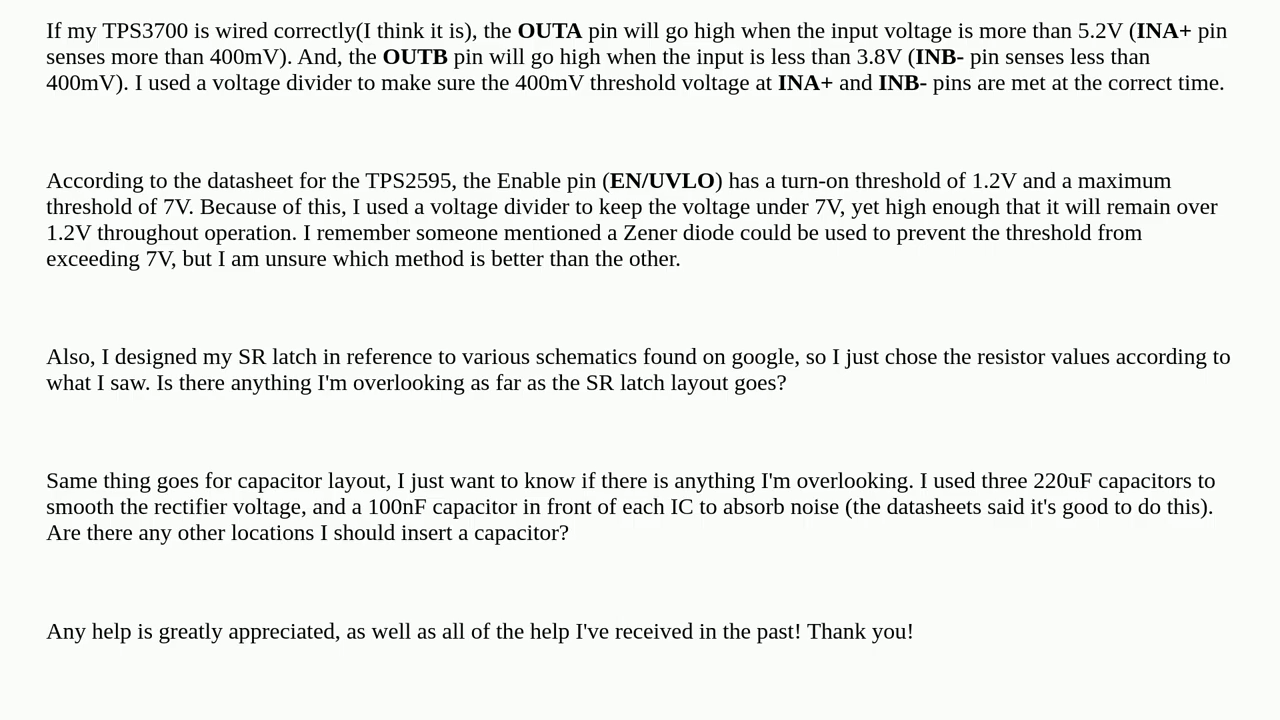 If my TPS3700 is wired correctly(I think it is), the OUTA pin will go high when the input voltage is more than 5.2V (INA+ pin
senses more than 400mV). And, the OUTB pin will go high when the input is less than 3.8V (INB- pin senses less than
400mV). I used a voltage divider to make sure the 400mV threshold voltage at INA+ and INB- pins are met at the correct time.
According to the datasheet for the TPS2595, the Enable pin (EN/UVLO) has a turn-on threshold of 1.2V and a maximum
threshold of 7V. Because of this, I used a voltage divider to keep the voltage under 7V, yet high enough that it will remain over
1.2V throughout operation. I remember someone mentioned a Zener diode could be used to prevent the threshold from
exceeding 7V, but I am unsure which method is better than the other.
Also, I designed my SR latch in reference to various schematics found on google, so I just chose the resistor values according to
what I saw. Is there anything I'm overlooking as far as the SR latch layout goes?
Same thing goes for capacitor layout, I just want to know if there is anything I'm overlooking. I used three 220uF capacitors to
smooth the rectifier voltage, and a 100nF capacitor in front of each IC to absorb noise (the datasheets said it's good to do this).
Are there any other locations I should insert a capacitor?
Any help is greatly appreciated, as well as all of the help I've received in the past! Thank you!